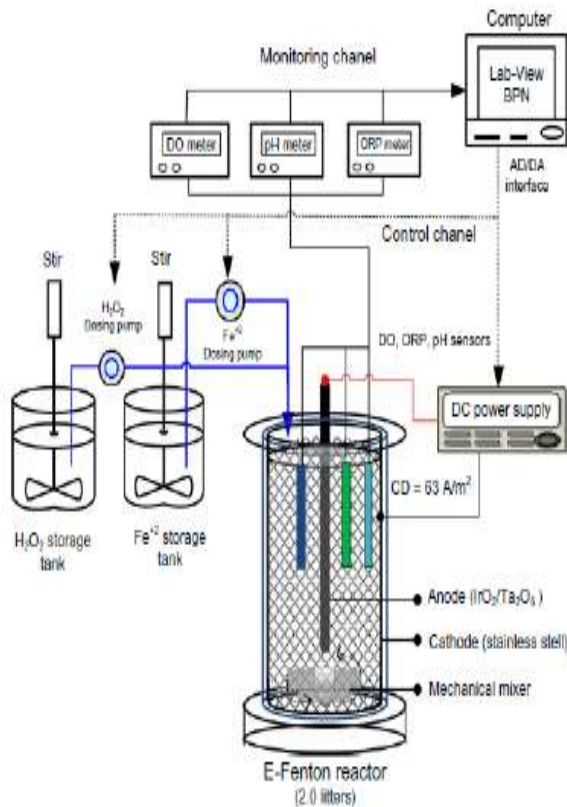 Computer
Monitoring chanel
Lab-View
BPN
DO meter
pH meter
ORP meter
AD/DA
interface
Control chanel
Stir
Stir
H₂O₂
Dosing pump
Fe⁺²
Dosing pump
DO, ORP, pH sensors
DC power supply
CD = 63 A/m²
H₂O₂ storage
tank
Fe⁺² storage
tank
Anode (IrO₂/Ta₂O₅ )
Cathode (stainless stell)
Mechanical mixer
E-Fenton reactor
(2.0 litters)